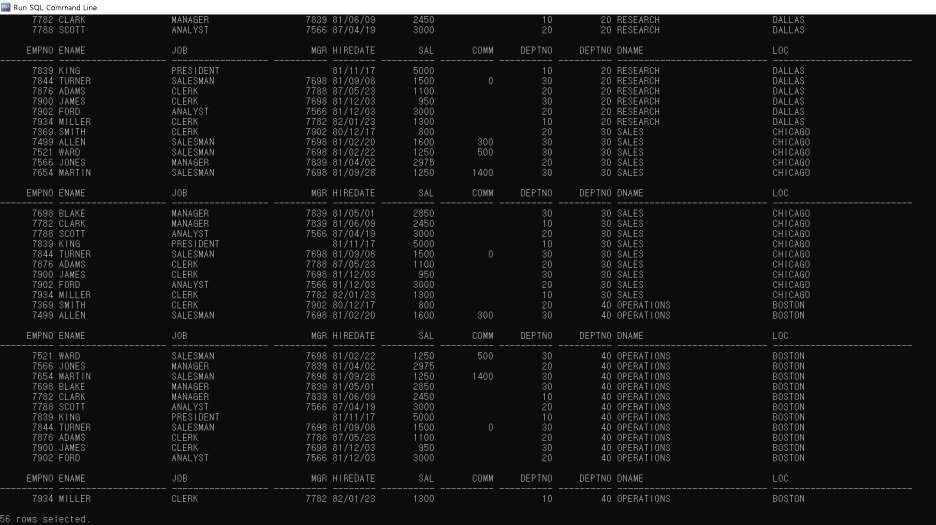 Run SQL Command Line
7782 CLARK MANAGER 7839 81/06/09 2450 10 20 RESEARCH DALLAS
7788 SCOTT ANALYST 7566 87/04/19 3000 20 20 RESEARCH DALLAS
EMPNO ENAME JOB MGR HIREDATE SAL COMM DEPTNO DEPTNO DNAME LOC
7839 KING PRESIDENT 81/11/17 5000 10 20 RESEARCH DALLAS
7844 TURNER SALESMAN 7698 81/09/08 1500 0 30 20 RESEARCH DALLAS
7876 ADAMS CLERK 7788 87/05/23 1100 20 20 RESEARCH DALLAS
7900 JAMES CLERK 7698 81/12/03 950 30 20 RESEARCH DALLAS
7902 FORD ANALYST 7566 81/12/03 3000 20 20 RESEARCH DALLAS
7934 MILLER CLERK 7782 82/01/23 1300 10 20 RESEARCH DALLAS
7369 SMITH CLERK 7902 80/12/17 800 20 30 SALES CHICAGO
7499 ALLEN SALESMAN 7698 81/02/20 1600 300 30 30 SALES CHICAGO
7521 WARD SALESMAN 7698 81/02/22 1250 500 30 30 SALES CHICAGO
7566 JONES MANAGER 7839 81/04/02 2975 20 30 SALES CHICAGO
7654 MARTIN SALESMAN 7698 81/09/28 1250 1400 30 30 SALES CHICAGO
EMPNO ENAME JOB MGR HIREDATE SAL COMM DEPTNO DEPTNO DNAME LOC
7698 BLAKE MANAGER 7839 81/05/01 2850 30 30 SALES CHICAGO
7782 CLARK MANAGER 7839 81/06/09 2450 10 30 SALES CHICAGO
7788 SCOTT ANALYST 7566 87/04/19 3000 20 30 SALES CHICAGO
7839 KING PRESIDENT 81/11/17 5000 10 30 SALES CHICAGO
7844 TURNER SALESMAN 7698 81/09/08 1500 0 30 30 SALES CHICAGO
7876 ADAMS CLERK 7788 87/05/23 1100 20 30 SALES CHICAGO
7900 JAMES CLERK 7698 81/12/03 950 30 30 SALES CHICAGO
7902 FORD ANALYST 7566 81/12/03 3000 20 30 SALES CHICAGO
7934 MILLER CLERK 7782 82/01/23 1300 10 30 SALES CHICAGO
7369 SMITH CLERK 7902 80/12/17 800 20 40 OPERATIONS BOSTON
7499 ALLEN SALESMAN 7698 81/02/20 1600 300 30 40 OPERATIONS BOSTON
EMPNO ENAME JOB MGR HIREDATE SAL COMM DEPTNO DEPTNO DNAME LOC
7521 WARD SALESMAN 7698 81/02/22 1250 500 30 40 OPERATIONS BOSTON
7566 JONES MANAGER 7839 81/04/02 2975 20 40 OPERATIONS BOSTON
7654 MARTIN SALESMAN 7698 81/09/28 1250 1400 30 40 OPERATIONS BOSTON
7698 BLAKE MANAGER 7839 81/05/01 2850 30 40 OPERATIONS BOSTON
7782 CLARK MANAGER 7839 81/06/09 2450 10 40 OPERATIONS BOSTON
7788 SCOTT ANALYST 7566 87/04/19 3000 20 40 OPERATIONS BOSTON
7839 KING PRESIDENT 81/11/17 5000 10 40 OPERATIONS BOSTON
7844 TURNER SALESMAN 7698 81/09/08 1500 0 30 40 OPERATIONS BOSTON
7876 ADAMS CLERK 7788 87/05/23 1100 20 40 OPERATIONS BOSTON
7900 JAMES CLERK 7698 81/12/03 950 30 40 OPERATIONS BOSTON
7902 FORD ANALYST 7566 81/12/03 3000 20 40 OPERATIONS BOSTON
EMPNO ENAME JOB MGR HIREDATE SAL COMM DEPTNO DEPTNO DNAME LOC
7934 MILLER CLERK 7782 82/01/23 1300 10 40 OPERATIONS BOSTON
56 rows selected.